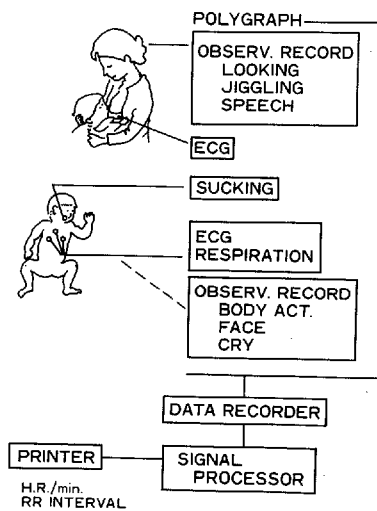 POLYGRAPH
OBSERV. RECORD
LOOKING
JIGGLING
SPEECH
ECG
SUCKING
ECG
RESPIRATION
OBSERV. RECORD
BODY ACT.
FACE
CRY
DATA RECORDER
PRINTER
SIGNAL
PROCESSOR
H.R./min.
RR INTERVAL